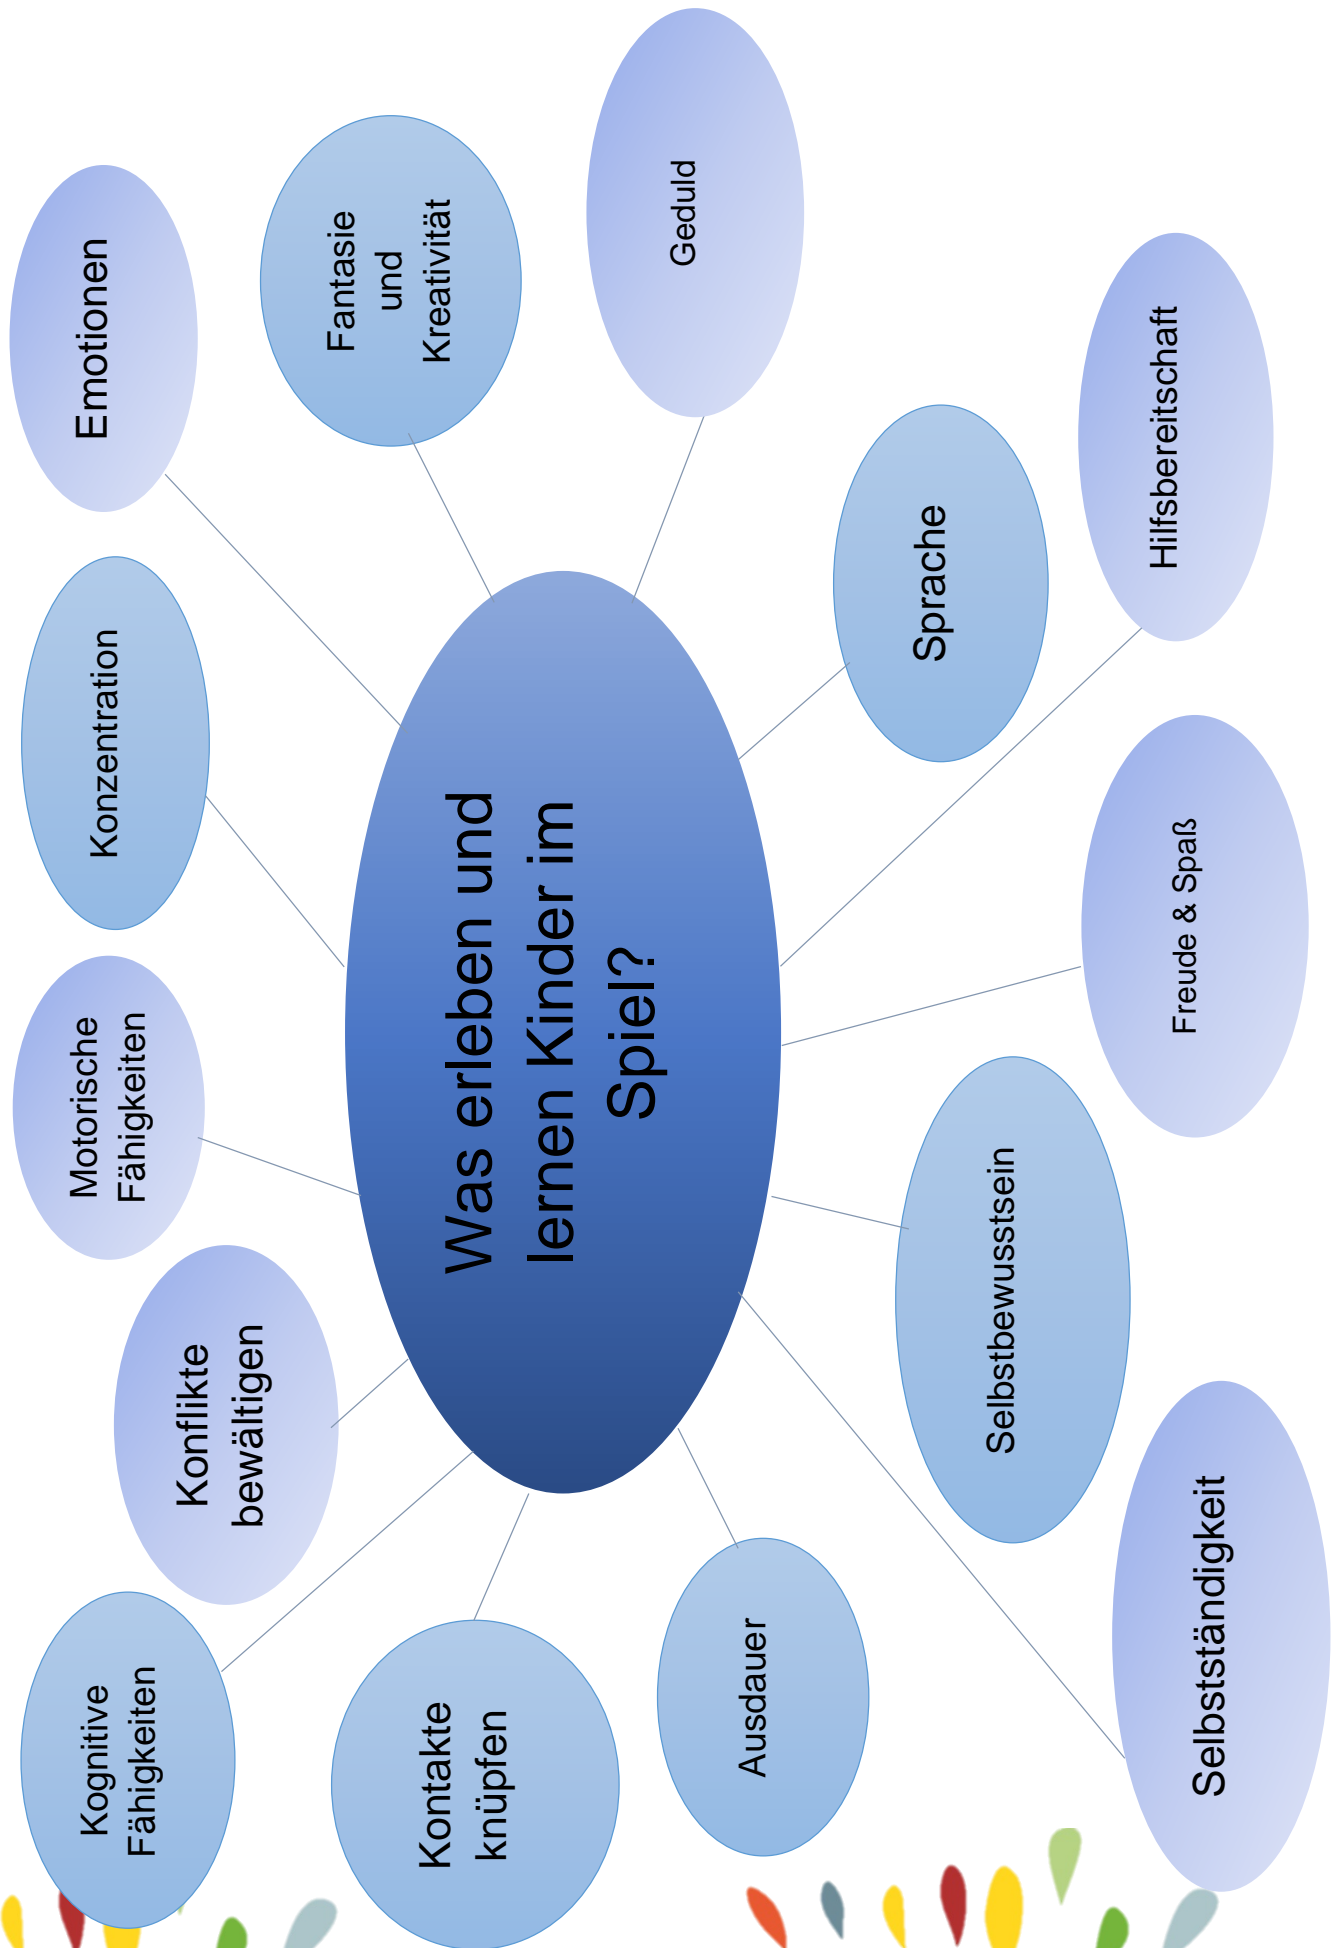 Kognitive
Fähigkeiten
Konflikte
bewältigen
Motorische
Fähigkeiten
Konzentration
Emotionen
Kontakte
knüpfen
Was erleben und
lernen Kinder im
Spiel?
Fantasie
und
Kreativität
Ausdauer
Geduld
Selbstbewusstsein
Sprache
Selbstständigkeit
Freude & Spaß
Hilfsbereitschaft